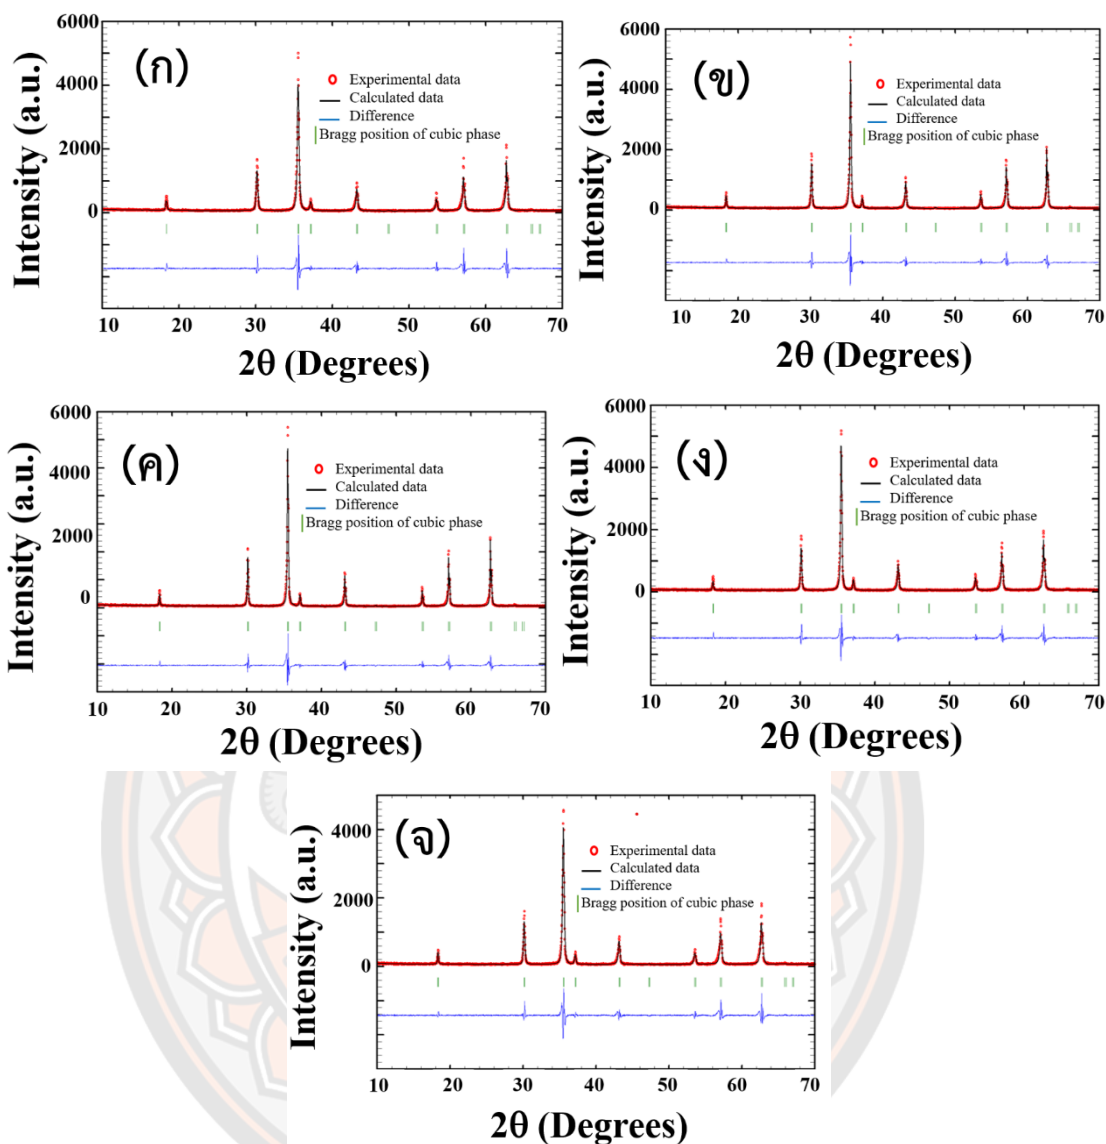 (ก)
6000
4000
2000
0
Intensity (a.u.)
Experimental data
Calculated data
Difference
Bragg position of cubic phase
10 20 30 40 50 60 70
2θ (Degrees)
(ข)
6000
4000
2000
0
Intensity (a.u.)
Experimental data
Calculated data
Difference
Bragg position of cubic phase
10 20 30 40 50 60 70
2θ (Degrees)
(ค)
6000
4000
2000
0
Intensity (a.u.)
Experimental data
Calculated data
Difference
Bragg position of cubic phase
10 20 30 40 50 60 70
2θ (Degrees)
(ง)
6000
4000
2000
0
Intensity (a.u.)
Experimental data
Calculated data
Difference
Bragg position of cubic phase
10 20 30 40 50 60 70
2θ (Degrees)
(จ)
4000
2000
0
Intensity (a.u.)
Experimental data
Calculated data
Difference
Bragg position of cubic phase
10 20 30 40 50 60 70
2θ (Degrees)